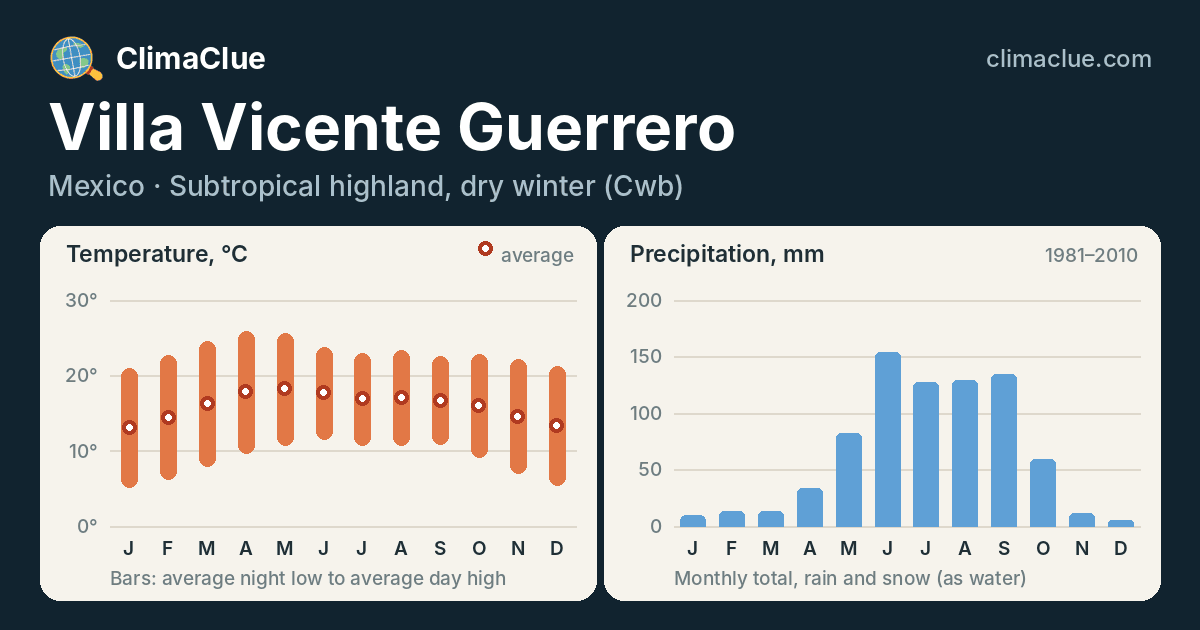 ClimaClue
climaclue.com
Villa Vicente Guerrero
Mexico · Subtropical highland, dry winter (Cwb)
Temperature, °C
average
30°
20°
10°
0°
J F M A M J J A S O N D
Bars: average night low to average day high
Precipitation, mm
1981–2010
200
150
100
50
0
J F M A M J J A S O N D
Monthly total, rain and snow (as water)